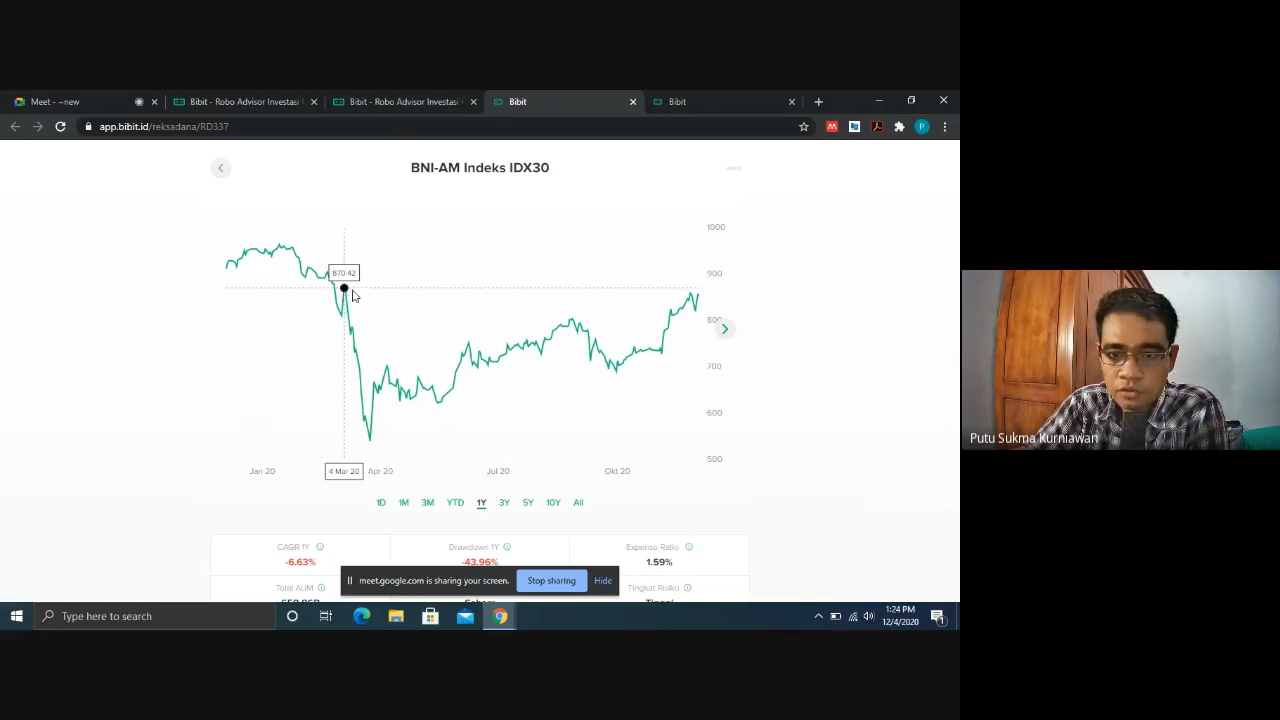 Meet - ~new
Bibit - Robo Advisor Investasi
Bibit - Robo Advisor Investasi
Bibit
Bibit
app.bibit.id/reksadana/RD337
P
BNI-AM Indeks IDX30
1000
900
800
700
600
500
870.42
Jan 20
4 Mar 20
Apr 20
Jul 20
Okt 20
1D 1M 3M YTD 1Y 3Y 5Y 10Y All
CAGR 1Y
Drawdown 1Y
Expense Ratio
-6.63%
-43.96%
1.59%
Total AUM
Tingkat Risiko
meet.google.com is sharing your screen.
Stop sharing
Hide
Saham
Tinggi
Type here to search
1:24 PM
12/4/2020
1
Putu Sukma Kurniawan